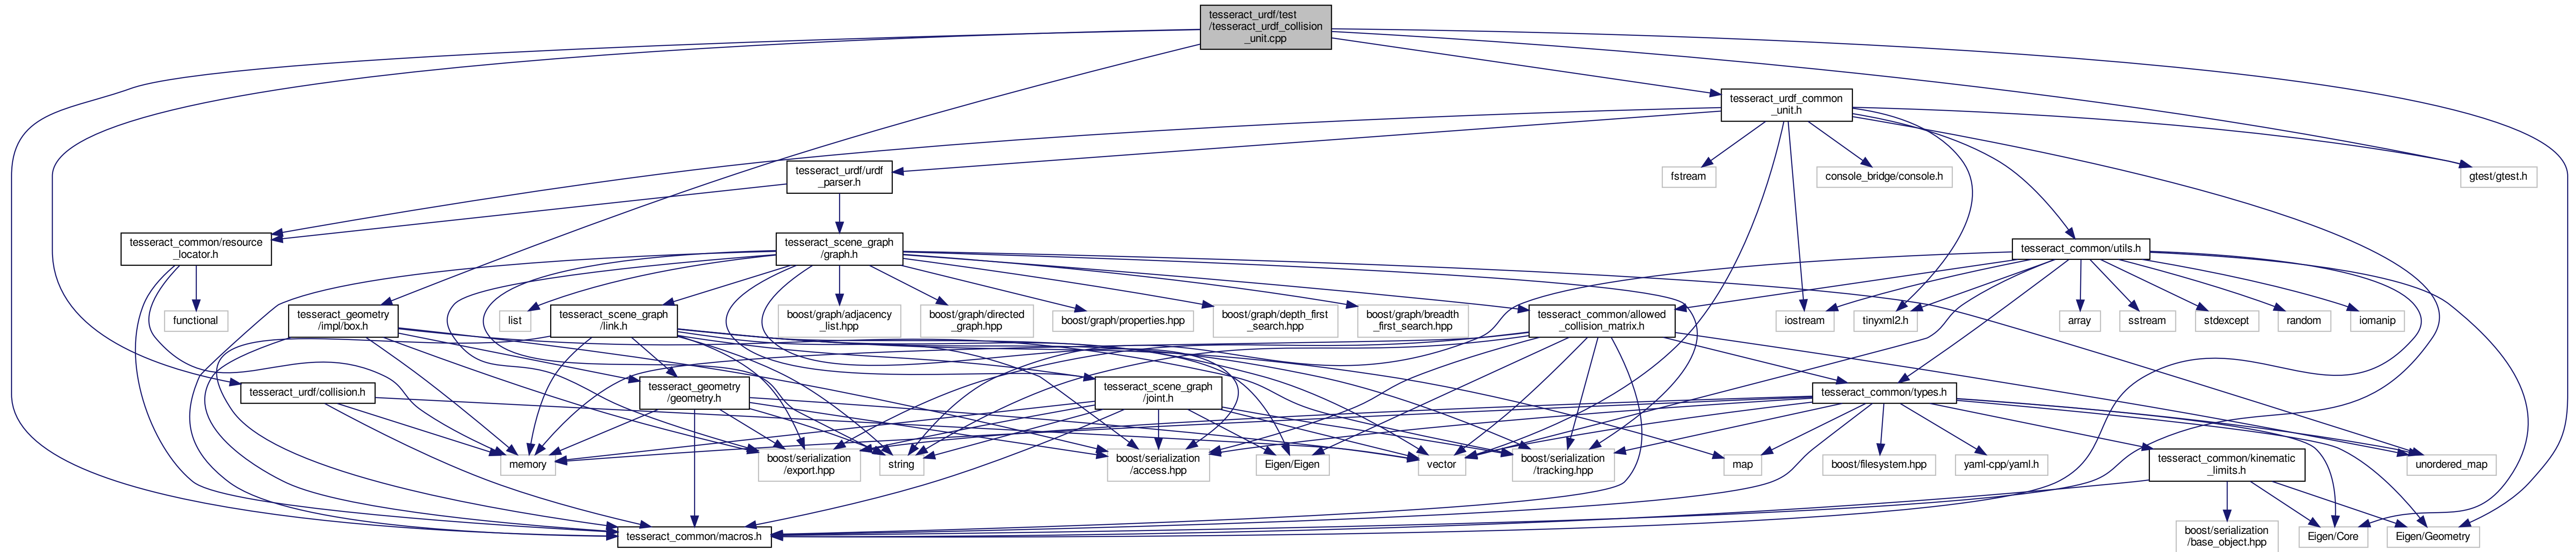 tesseract_urdf/test
/tesseract_urdf_collision
_unit.cpp
tesseract_urdf_common
_unit.h
tesseract_urdf/urdf
_parser.h
fstream
console_bridge/console.h
gtest/gtest.h
tesseract_common/resource
_locator.h
tesseract_scene_graph
/graph.h
tesseract_common/utils.h
functional
tesseract_geometry
/impl/box.h
list
tesseract_scene_graph
/link.h
boost/graph/adjacency
_list.hpp
boost/graph/directed
_graph.hpp
boost/graph/properties.hpp
boost/graph/depth_first
_search.hpp
boost/graph/breadth
_first_search.hpp
tesseract_common/allowed
_collision_matrix.h
iostream
tinyxml2.h
array
sstream
stdexcept
random
iomanip
tesseract_urdf/collision.h
tesseract_geometry
/geometry.h
tesseract_scene_graph
/joint.h
tesseract_common/types.h
memory
boost/serialization
/export.hpp
string
boost/serialization
/access.hpp
Eigen/Eigen
vector
boost/serialization
/tracking.hpp
map
boost/filesystem.hpp
yaml-cpp/yaml.h
tesseract_common/kinematic
_limits.h
unordered_map
tesseract_common/macros.h
boost/serialization
/base_object.hpp
Eigen/Core
Eigen/Geometry